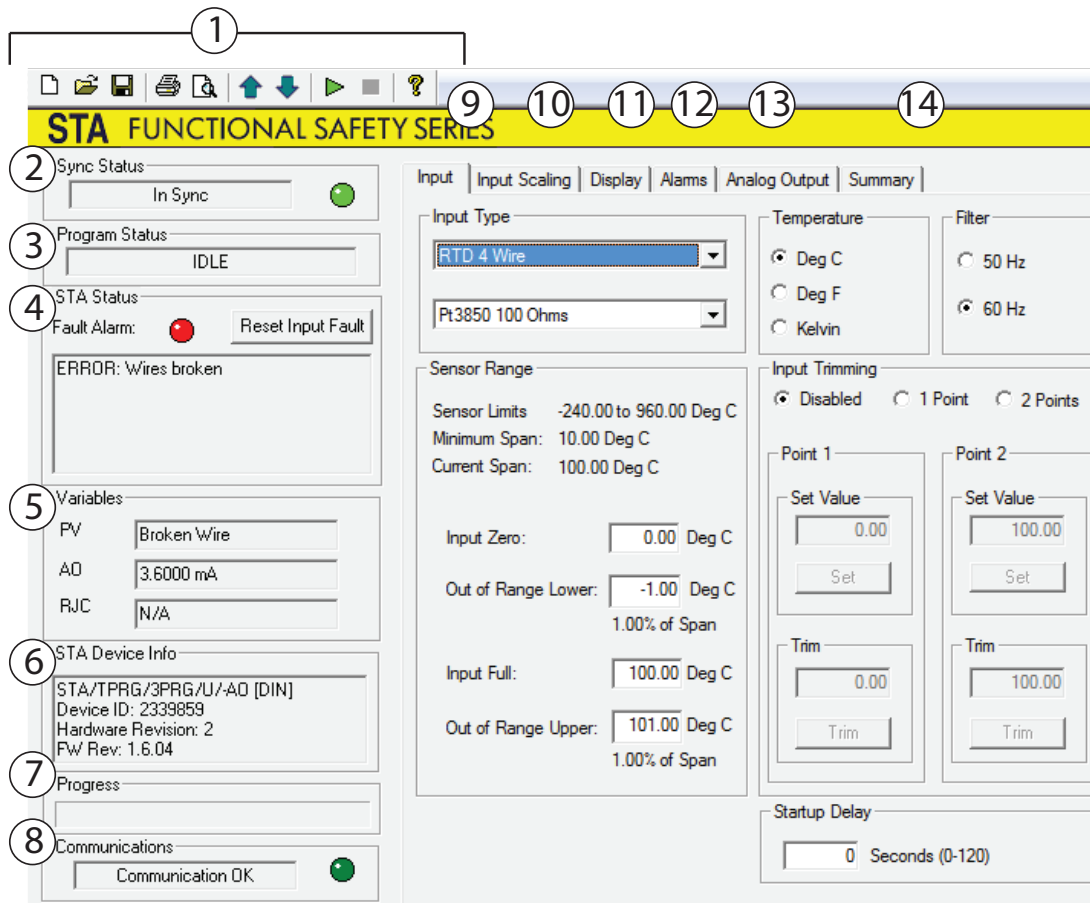 1
9 10 11 12 13 14
STA FUNCTIONAL SAFETY SERIES
2
Sync Status
In Sync
3
Program Status
IDLE
4
STA Status
Fault Alarm:
Reset Input Fault
ERROR: Wires broken
5
Variables
PV
Broken Wire
AO
3.6000 mA
RJC
N/A
6
STA Device Info
STA/TPRG/3PRG/U/-AO [DIN]
Device ID: 2339859
Hardware Revision: 2
FW Rev: 1.6.04
7
Progress
8
Communications
Communication OK
Input Input Scaling Display Alarms Analog Output Summary
Input Type
RTD 4 Wire
Pt3850 100 Ohms
Temperature
Deg C
Deg F
Kelvin
Filter
50 Hz
60 Hz
Sensor Range
Sensor Limits -240.00 to 960.00 Deg C
Minimum Span: 10.00 Deg C
Current Span: 100.00 Deg C
Input Zero: 0.00 Deg C
Out of Range Lower: -1.00 Deg C
1.00% of Span
Input Full: 100.00 Deg C
Out of Range Upper: 101.00 Deg C
1.00% of Span
Input Trimming
Disabled 1 Point 2 Points
Point 1
Set Value
0.00
Set
Trim
0.00
Trim
Point 2
Set Value
100.00
Set
Trim
100.00
Trim
Startup Delay
0 Seconds (0-120)